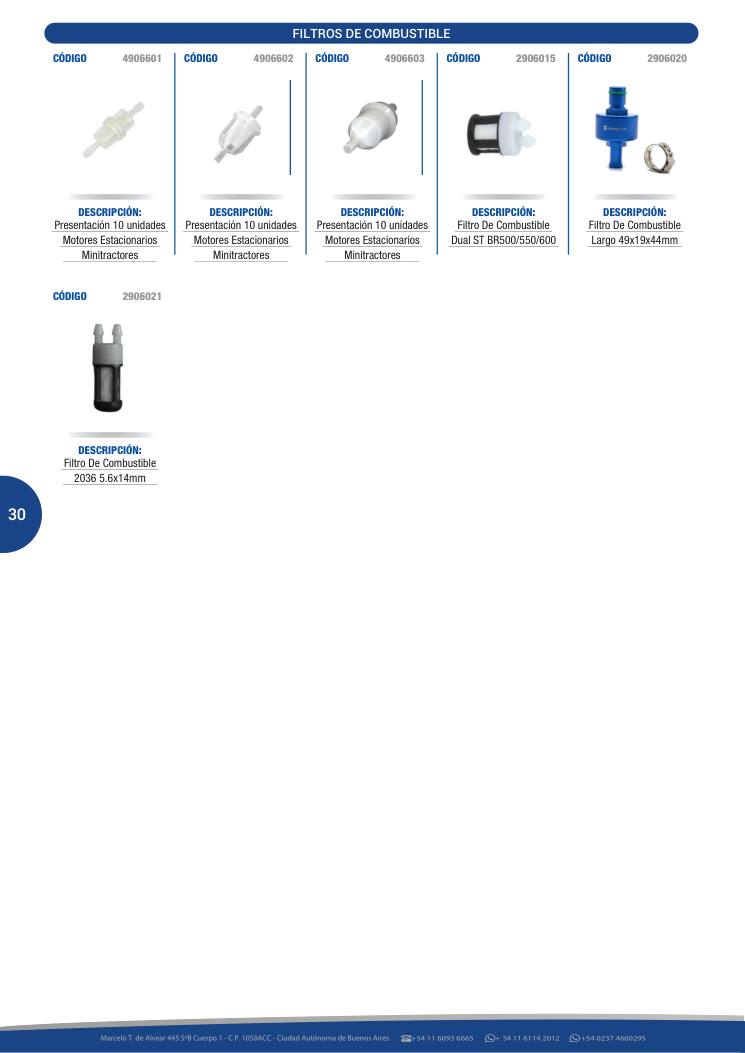 FILTROS DE COMBUSTIBLE
CÓDIGO 4906601
DESCRIPCIÓN:
Presentación 10 unidades
Motores Estacionarios
Minitractores
CÓDIGO 4906602
DESCRIPCIÓN:
Presentación 10 unidades
Motores Estacionarios
Minitractores
CÓDIGO 4906603
DESCRIPCIÓN:
Presentación 10 unidades
Motores Estacionarios
Minitractores
CÓDIGO 2906015
DESCRIPCIÓN:
Filtro De Combustible
Dual ST BR500/550/600
CÓDIGO 2906020
DESCRIPCIÓN:
Filtro De Combustible
Largo 49x19x44mm
CÓDIGO 2906021
DESCRIPCIÓN:
Filtro De Combustible
2036 5.6x14mm
30
Marcelo T. de Alvear 445 5ºB Cuerpo 1 - C.P. 1058ACC - Ciudad Autónoma de Buenos Aires. +54 11 6093 6665 + 54 11 6114 2012 +54 0237 4660295